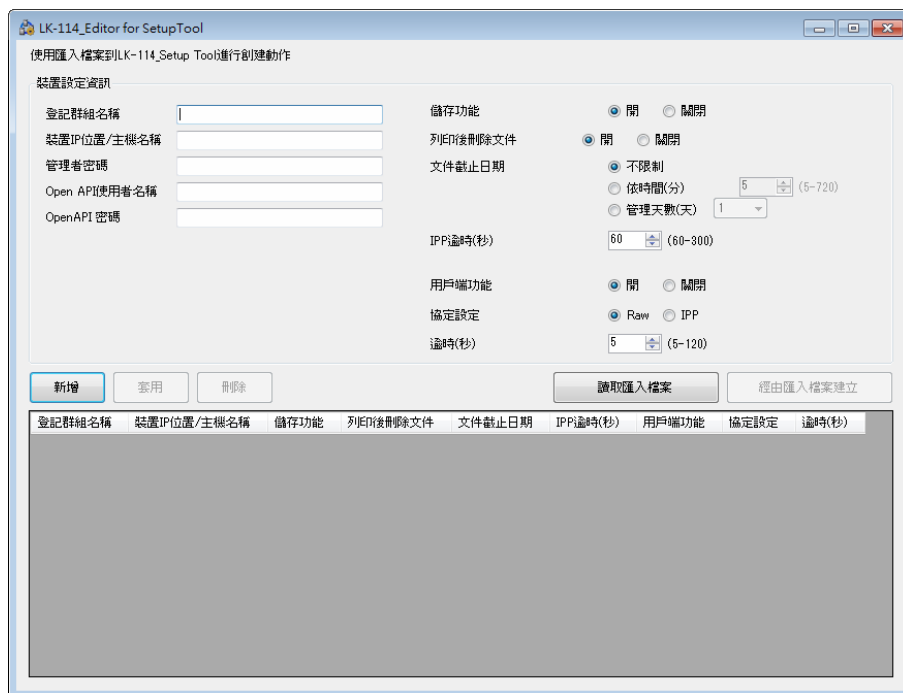 LK-114_Editor for SetupTool
使用匯入檔案到LK-114_Setup Tool進行創建動作
裝置設定資訊
登記群組名稱
裝置IP位置/主機名稱
管理者密碼
Open API使用者名稱
OpenAPI 密碼
儲存功能 開 關閉
列印後刪除文件 開 關閉
文件截止日期 不限制
依時間(分) 5 (5-720)
管理天數(天) 1
IPP逾時(秒) 60 (60-300)
用戶端功能 開 關閉
協定設定 Raw IPP
逾時(秒) 5 (5-120)
新增 套用 刪除 讀取匯入檔案 經由匯入檔案建立
登記群組名稱 裝置IP位置/主機名稱 儲存功能 列印後刪除文件 文件截止日期 IPP逾時(秒) 用戶端功能 協定設定 逾時(秒)